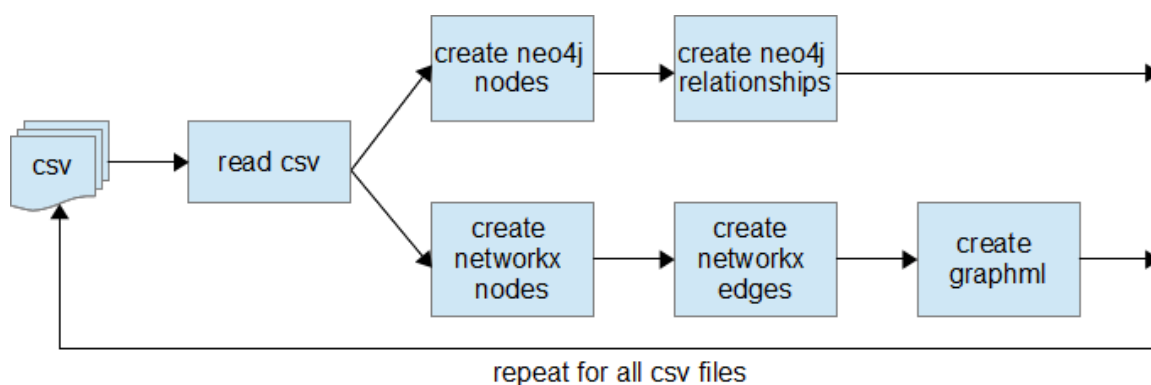 csv
read csv
create neo4j
nodes
create neo4j
relationships
create
networkx
nodes
create
networkx
edges
create
graphml
repeat for all csv files